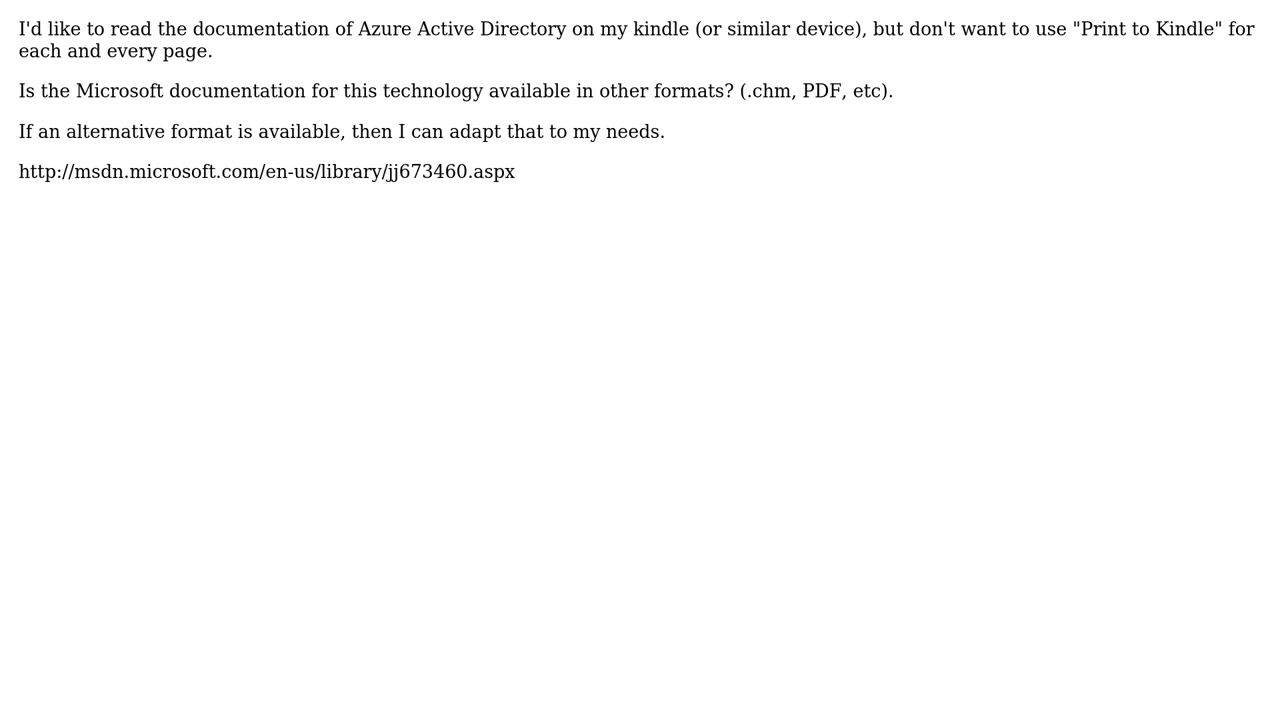 I'd like to read the documentation of Azure Active Directory on my kindle (or similar device), but don't want to use "Print to Kindle" for
each and every page.
Is the Microsoft documentation for this technology available in other formats? (.chm, PDF, etc).
If an alternative format is available, then I can adapt that to my needs.
http://msdn.microsoft.com/en-us/library/jj673460.aspx